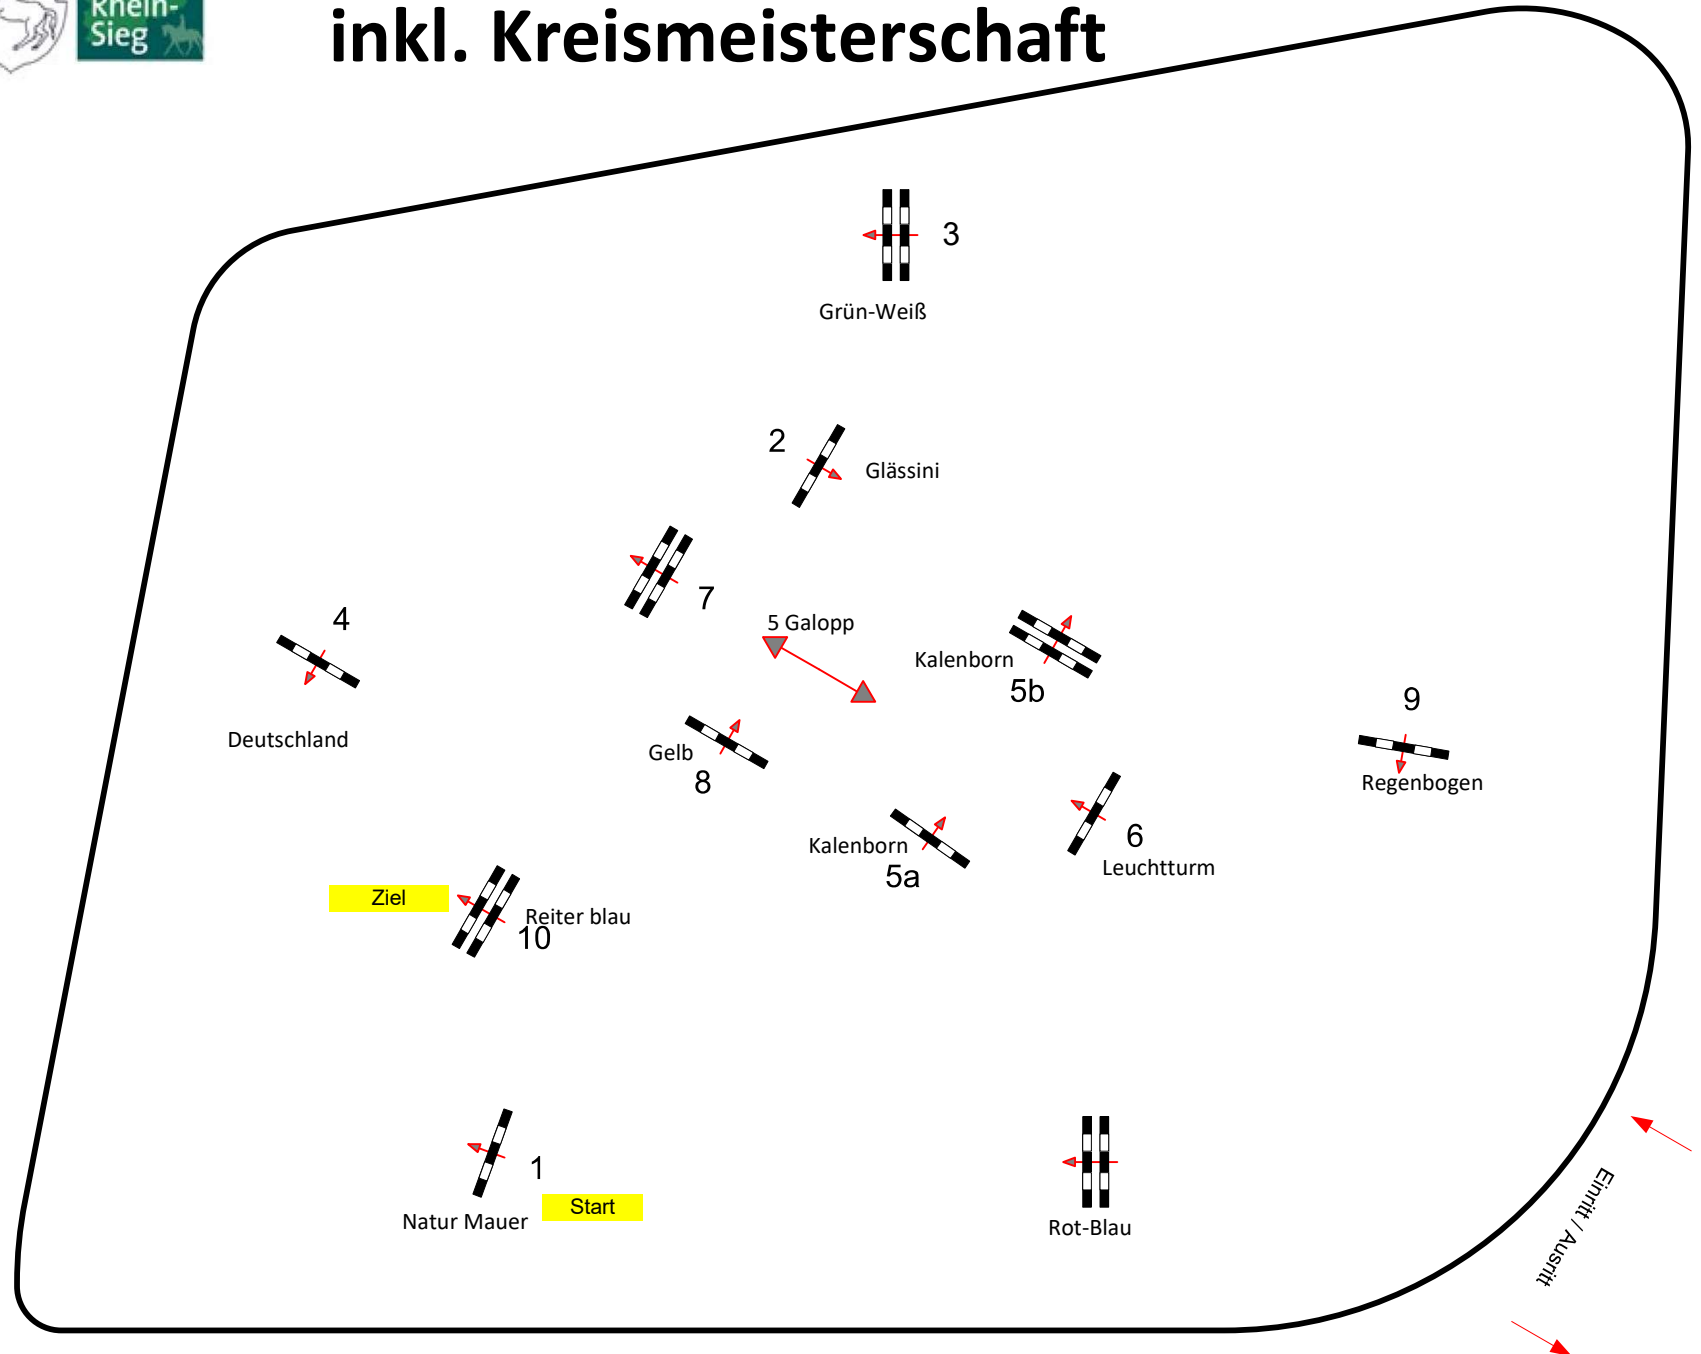 Rhein-
Sieg
inkl. Kreismeisterschaft
3
Grün-Weiß
2
Glässini
7
4
5 Galopp
Kalenborn
5b
9
Deutschland
Gelb
8
Regenbogen
Kalenborn
5a
6
Leuchtturm
Ziel
Reiter blau
10
1
Start
Natur Mauer
Rot-Blau
Einritt / Ausritt